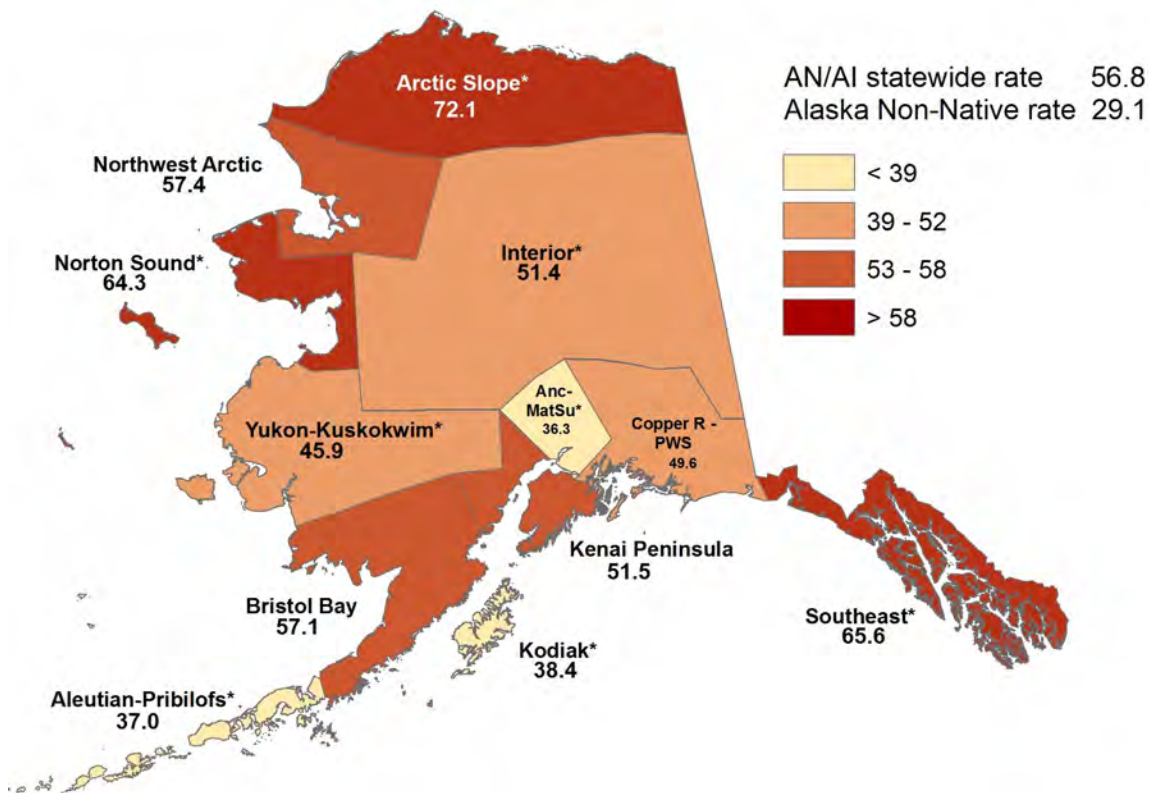 Arctic Slope*
72.1
AN/AI statewide rate 56.8
Alaska Non-Native rate 29.1
< 39
39 - 52
53 - 58
> 58
Northwest Arctic
57.4
Norton Sound*
64.3
Interior*
51.4
Anc-
MatSu*
36.3
Copper R -
PWS
49.6
Yukon-Kuskokwim*
45.9
Kenai Peninsula
51.5
Bristol Bay
57.1
Kodiak*
38.4
Southeast*
65.6
Aleutian-Pribilofs*
37.0